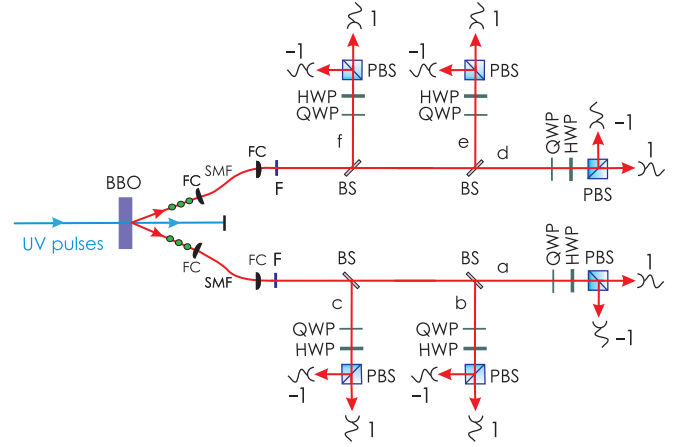 1 1
-1 -1
PBS PBS
HWP HWP
QWP QWP
f e d
QWP HWP -1
1
FC SMF FC
F BS BS PBS
BBO
UV pulses
FC SMF FC F BS BS a
QWP HWP PBS
1
-1
c b
QWP QWP
HWP HWP
PBS PBS
-1 -1
1 1